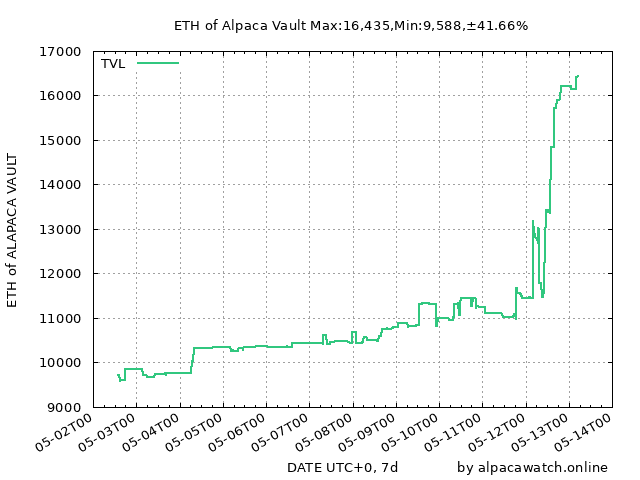 ETH of Alpaca Vault Max:16,435,Min:9,588,±41.66%
17000
TVL
16000
15000
14000
13000
12000
11000
10000
9000
ETH of ALAPACA VAULT
05-02T00
05-03T00
05-04T00
05-05T00
05-06T00
05-07T00
05-08T00
05-09T00
05-10T00
05-11T00
05-12T00
05-13T00
05-14T00
DATE UTC+0, 7d
by alpacawatch.online